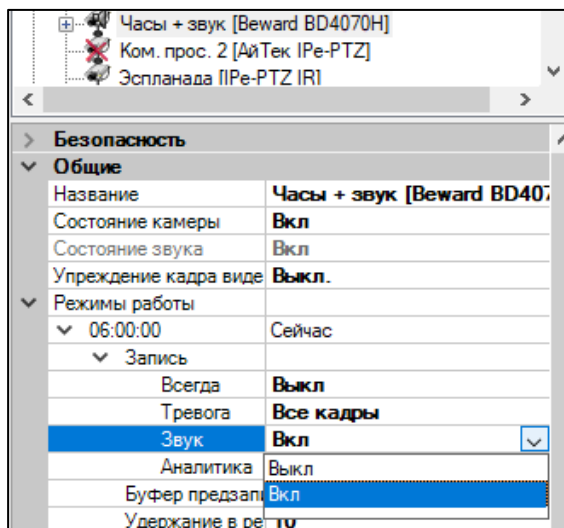 Часы + звук [Beward BD4070H]
Ком. прос. 2 [АйТек IPe-PTZ]
Эспланада [IPe-PTZ IR]
Безопасность
Общие
Название Часы + звук [Beward BD407
Состояние камеры Вкл
Состояние звука Вкл
Упреждение кадра виде Выкл.
Режимы работы
06:00:00 Сейчас
Запись
Всегда Выкл
Тревога Все кадры
Звук Вкл
Аналитика Выкл
Буфер предзапи Вкл
Удержание в ре 10